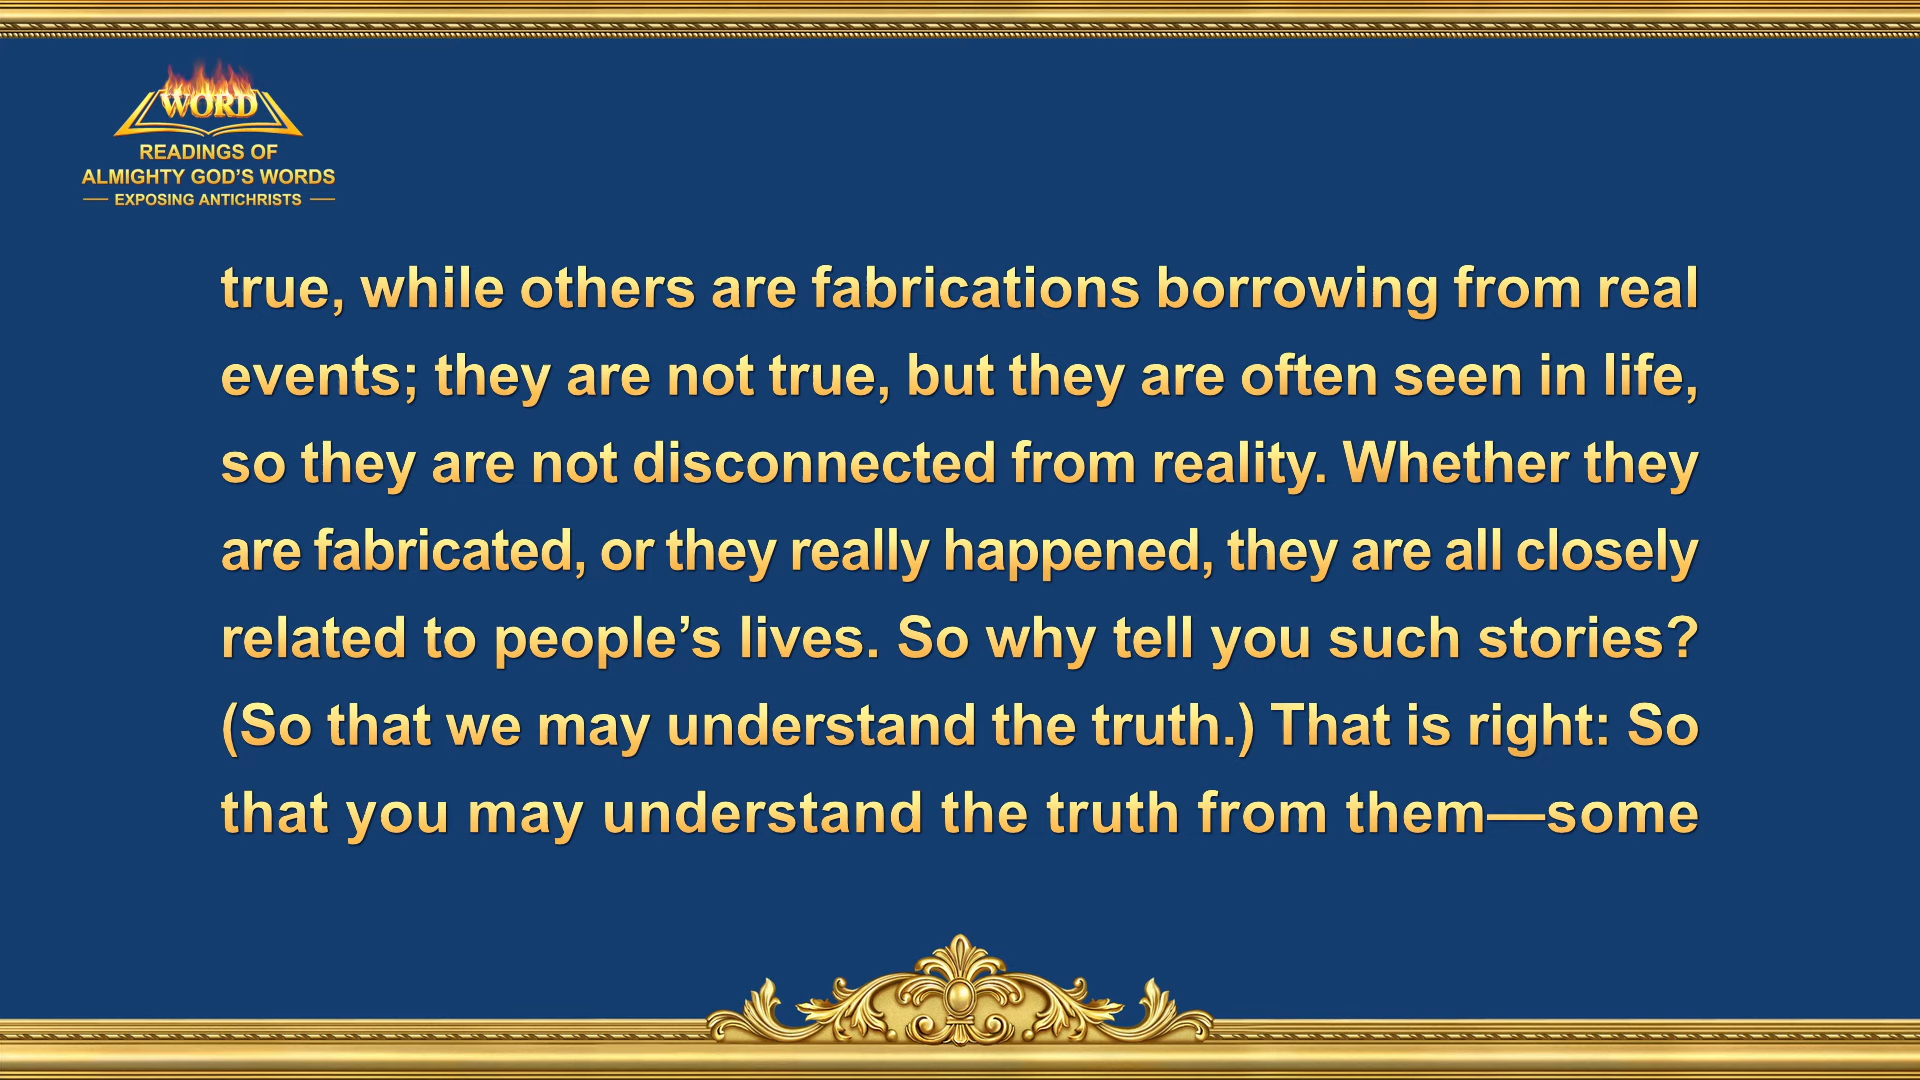 WORD
READINGS OF
ALMIGHTY GOD’S WORDS
EXPOSING ANTICHRISTS
true, while others are fabrications borrowing from real
events; they are not true, but they are often seen in life,
so they are not disconnected from reality. Whether they
are fabricated, or they really happened, they are all closely
related to people’s lives. So why tell you such stories?
(So that we may understand the truth.) That is right: So
that you may understand the truth from them—some